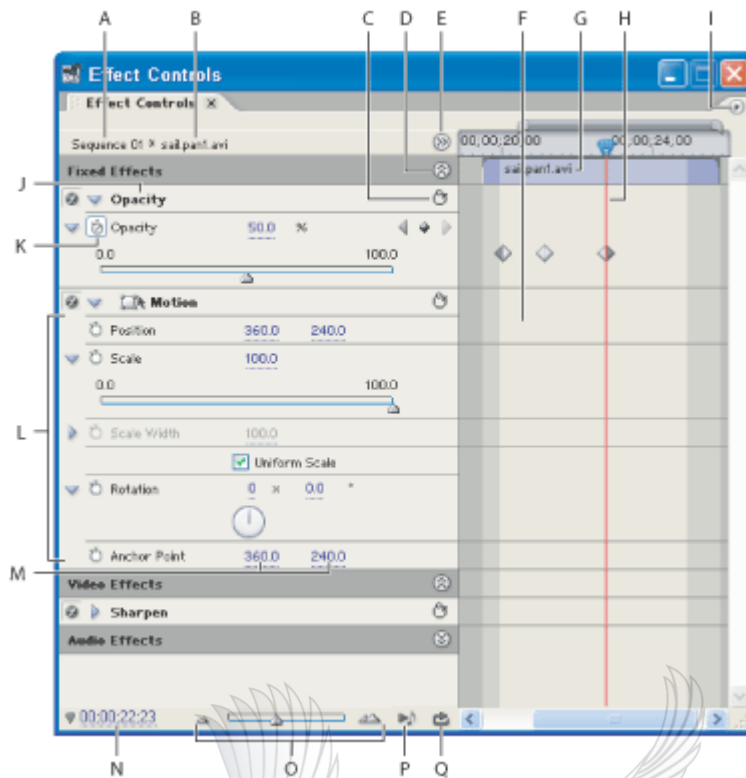 A B C D E F G H I
Effect Controls
Effect Controls ×
Sequence 01 * sail.pan1.avi
00;00;20;00 00;00;24;00
Fixed Effects
sail.pan1.avi
J
Opacity
K
Opacity 50.0 %
0.0 100.0
Motion
Position 360.0 240.0
Scale 100.0
0.0 100.0
L
Scale Width 100.0
Uniform Scale
Rotation 0 × 0.0 °
Anchor Point 360.0 240.0
M
Video Effects
Sharpen
Audio Effects
00;00;22;23
N O P Q